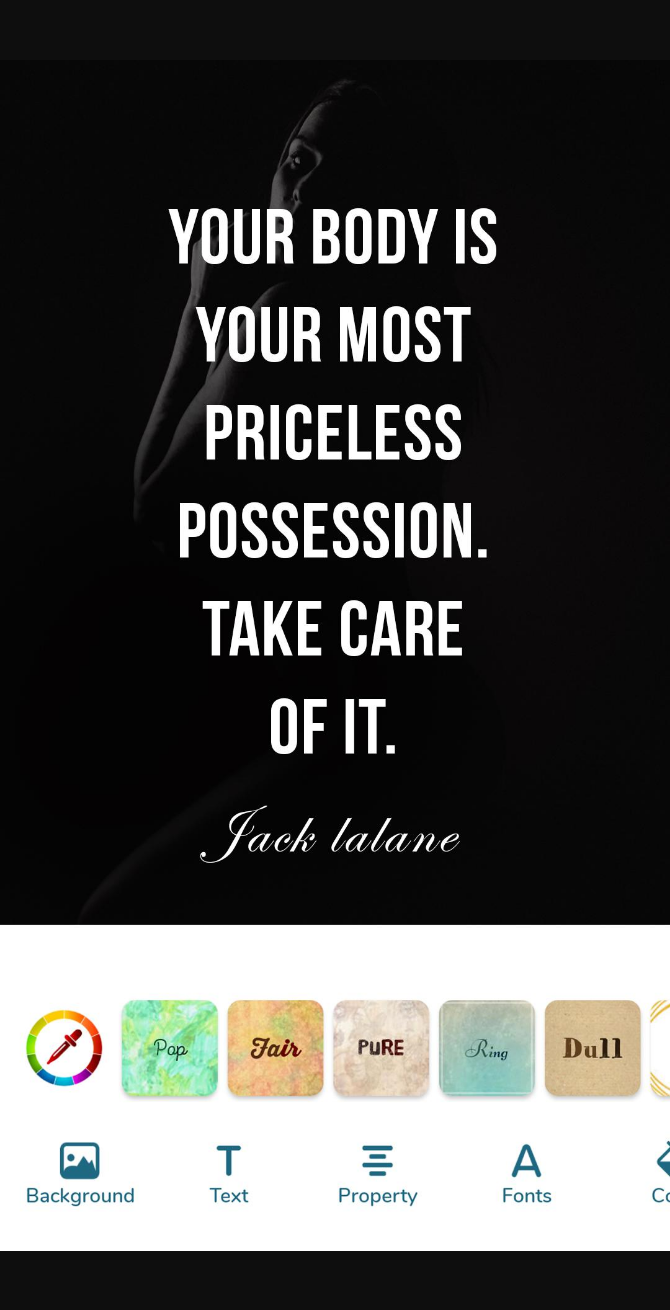 YOUR BODY IS
YOUR MOST
PRICELESS
POSSESSION.
TAKE CARE
OF IT.
Jack lalane
Pop
Fair
PuRE
Ring
Dull
Background
Text
Property
Fonts